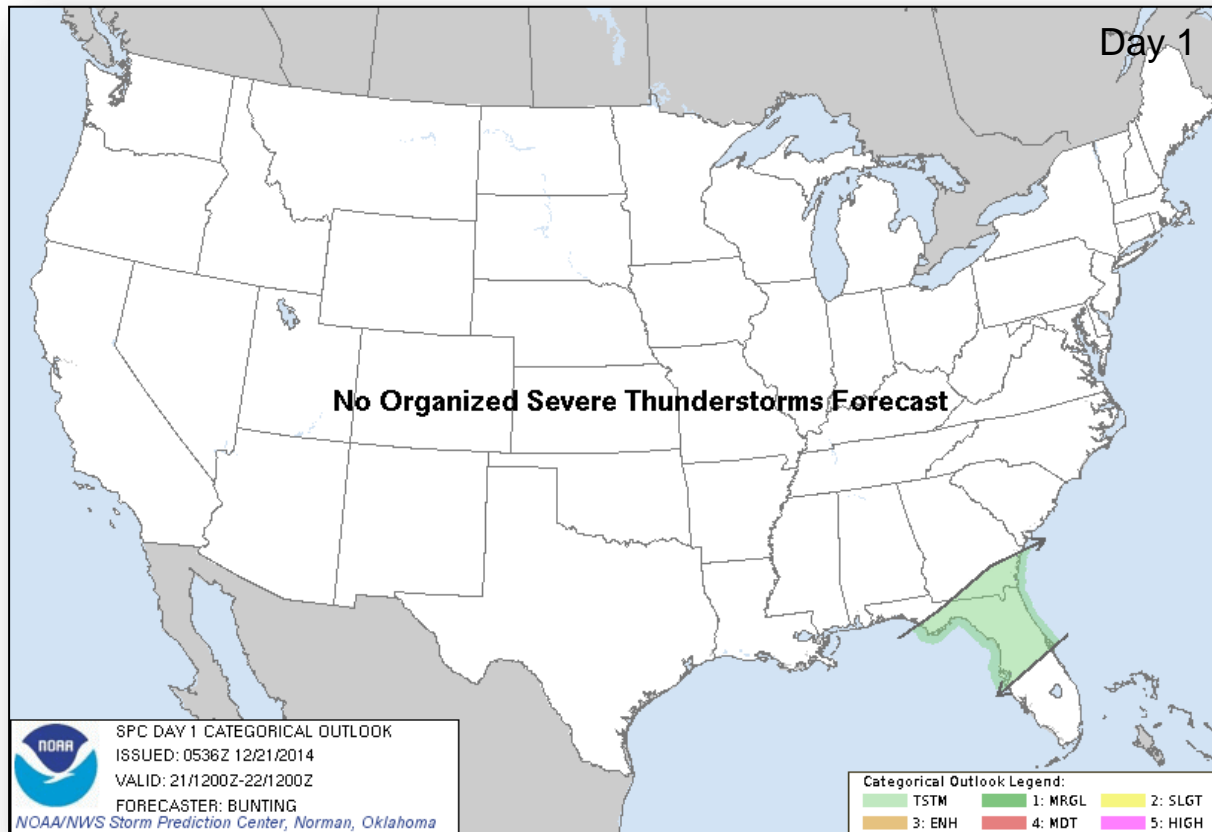 Day 1
No Organized Severe Thunderstorms Forecast
NOAA
SPC DAY 1 CATEGORICAL OUTLOOK
ISSUED: 0536Z 12/21/2014
VALID: 21/1200Z-22/1200Z
FORECASTER: BUNTING
NOAA/NWS Storm Prediction Center, Norman, Oklahoma
Categorical Outlook Legend:
TSTM 1: MRGL 2: SLGT
3: ENH 4: MDT 5: HIGH